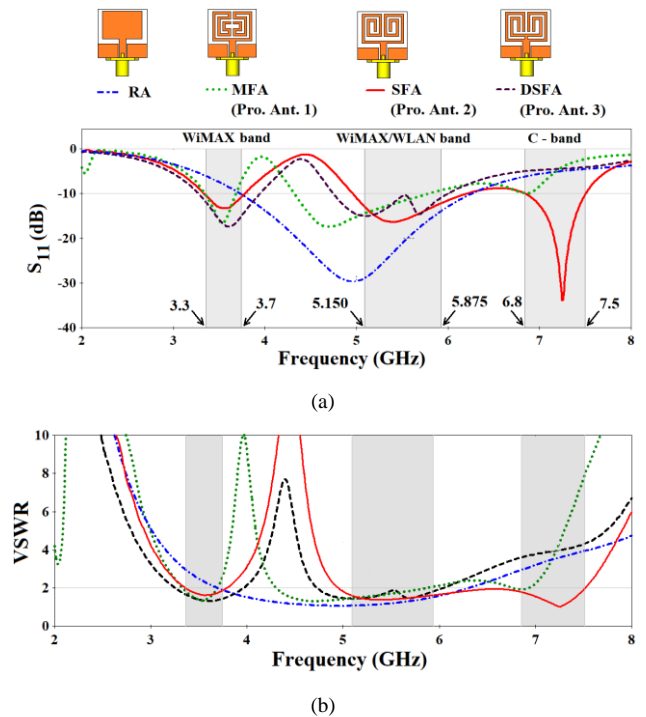 RA
MFA
(Pro. Ant. 1)
SFA
(Pro. Ant. 2)
DSFA
(Pro. Ant. 3)
WiMAX band
WiMAX/WLAN band
C - band
0
-10
-20
-30
-40
S11 (dB)
3.3
3.7
5.150
5.875
6.8
7.5
2 3 4 5 6 7 8
Frequency (GHz)
(a)
10
8
6
4
2
0
VSWR
2 3 4 5 6 7 8
Frequency (GHz)
(b)